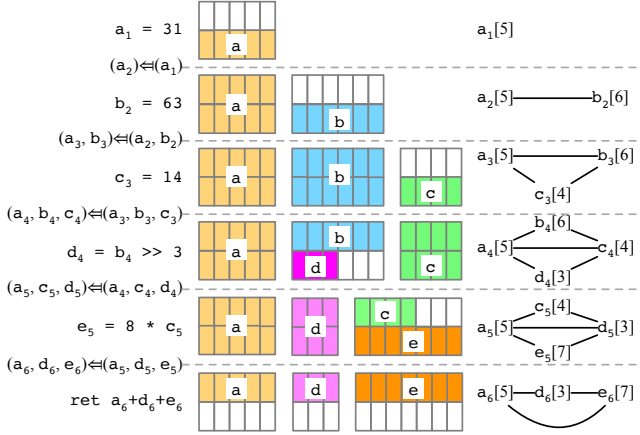 a1 = 31 a a1[5]
(a2)⇐(a1)
b2 = 63 a b a2[5] b2[6]
(a3, b3)⇐(a2, b2)
c3 = 14 a b c a3[5] b3[6] c3[4]
(a4, b4, c4)⇐(a3, b3, c3)
d4 = b4 >> 3 a b d c b4[6] a4[5] c4[4] d4[3]
(a5, c5, d5)⇐(a4, c4, d4)
e5 = 8 * c5 a d c e c5[4] a5[5] d5[3] e5[7]
(a6, d6, e6)⇐(a5, d5, e5)
ret a6+d6+e6 a d e a6[5] d6[3] e6[7]